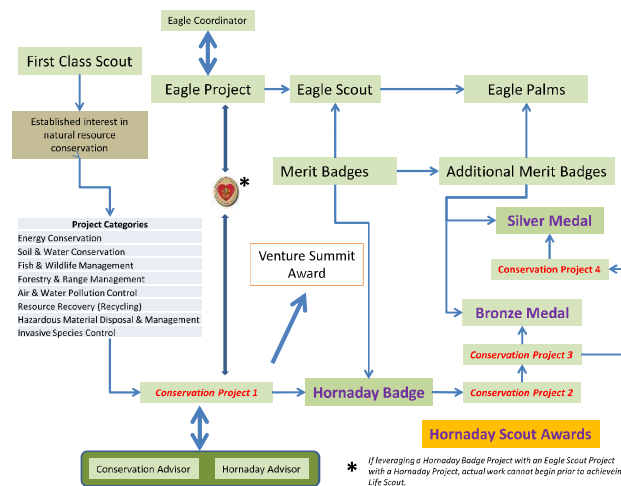 Eagle Coordinator
First Class Scout
Eagle Project
Eagle Scout
Eagle Palms
Established interest in
natural resource
conservation
*
Merit Badges
Additional Merit Badges
Project Categories
Energy Conservation
Soil & Water Conservation
Fish & Wildlife Management
Forestry & Range Management
Air & Water Pollution Control
Resource Recovery (Recycling)
Hazardous Material Disposal & Management
Invasive Species Control
Venture Summit
Award
Silver Medal
Conservation Project 4
Bronze Medal
Conservation Project 3
Conservation Project 1
Hornaday Badge
Conservation Project 2
Hornaday Scout Awards
Conservation Advisor
Hornaday Advisor
*
If leveraging a Hornaday Badge Project with an Eagle Scout Project
with a Hornaday Project, actual work cannot begin prior to achievein
Life Scout.